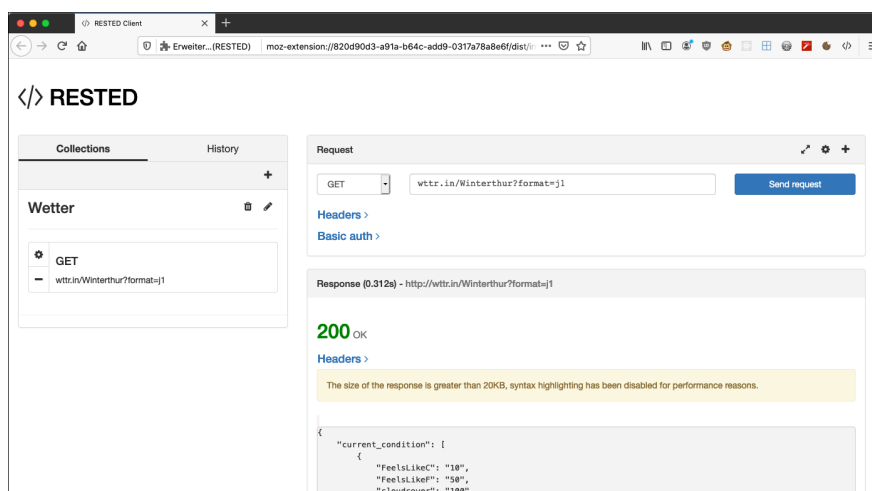 </> RESTED Client
Erweiter...(RESTED) moz-extension://820d90d3-a91a-b64c-add9-0317a78a8e6f/dist/in
</> RESTED
Collections History
Wetter
GET
wttr.in/Winterthur?format=j1
Request
GET wttr.in/Winterthur?format=j1 Send request
Headers >
Basic auth >
Response (0.312s) - http://wttr.in/Winterthur?format=j1
200 OK
Headers >
The size of the response is greater than 20KB, syntax highlighting has been disabled for performance reasons.
{
"current_condition": [
{
"FeelsLikeC": "10",
"FeelsLikeF": "50",
"cloudcover": "100",